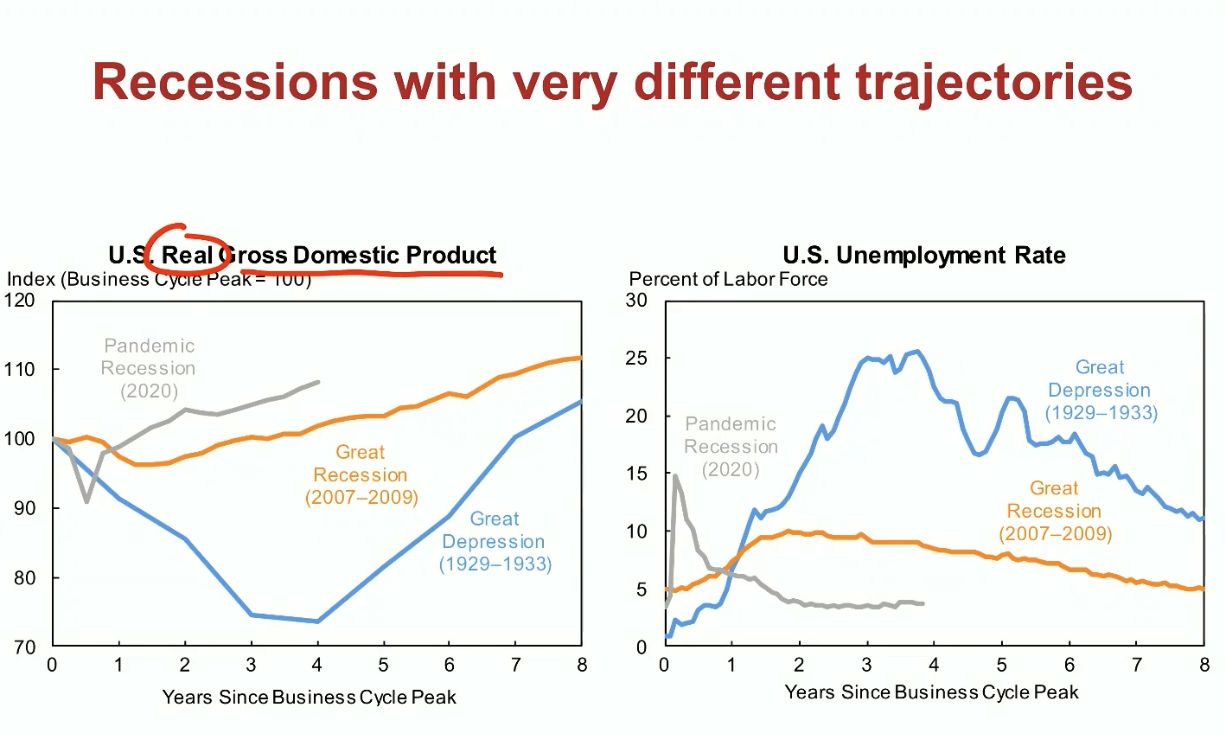 Recessions with very different trajectories
U.S. Real Gross Domestic Product
Index (Business Cycle Peak = 100)
120
110
100
90
80
70
Pandemic
Recession
(2020)
Great
Recession
(2007–2009)
Great
Depression
(1929–1933)
0 1 2 3 4 5 6 7 8
Years Since Business Cycle Peak
U.S. Unemployment Rate
Percent of Labor Force
30
25
20
15
10
5
0
Great
Depression
(1929–1933)
Pandemic
Recession
(2020)
Great
Recession
(2007–2009)
0 1 2 3 4 5 6 7 8
Years Since Business Cycle Peak